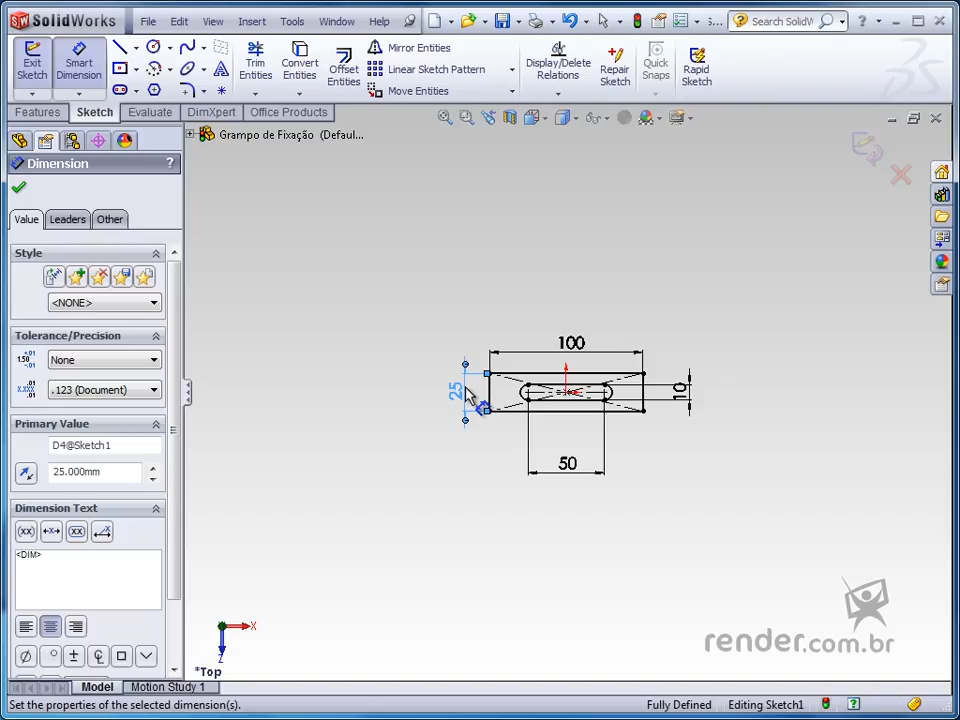 SolidWorks
File Edit View Insert Tools Window Help
S...
Search SolidW
Exit Sketch
Smart Dimension
Trim Entities
Convert Entities
Offset Entities
Mirror Entities
Linear Sketch Pattern
Move Entities
Display/Delete Relations
Repair Sketch
Quick Snaps
Rapid Sketch
Features Sketch Evaluate DimXpert Office Products
Grampo de Fixação (Defaul...
Dimension ?
Value Leaders Other
Style
<NONE>
Tolerance/Precision
None
.123 (Document)
Primary Value
D4@Sketch1
25.000mm
Dimension Text
<DIM>
100
25
10
50
X
Z
*Top
render.com.br
Model Motion Study 1
Set the properties of the selected dimension(s). Fully Defined Editing Sketch1